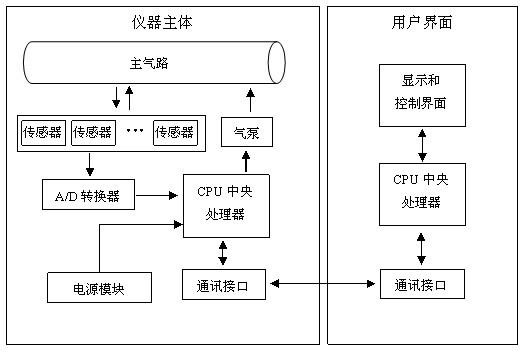 仪器主体
用户界面
主气路
传感器 传感器 ··· 传感器
气泵
A/D 转换器
CPU 中央
处理器
电源模块
通讯接口
显示和
控制界面
CPU 中央
处理器
通讯接口